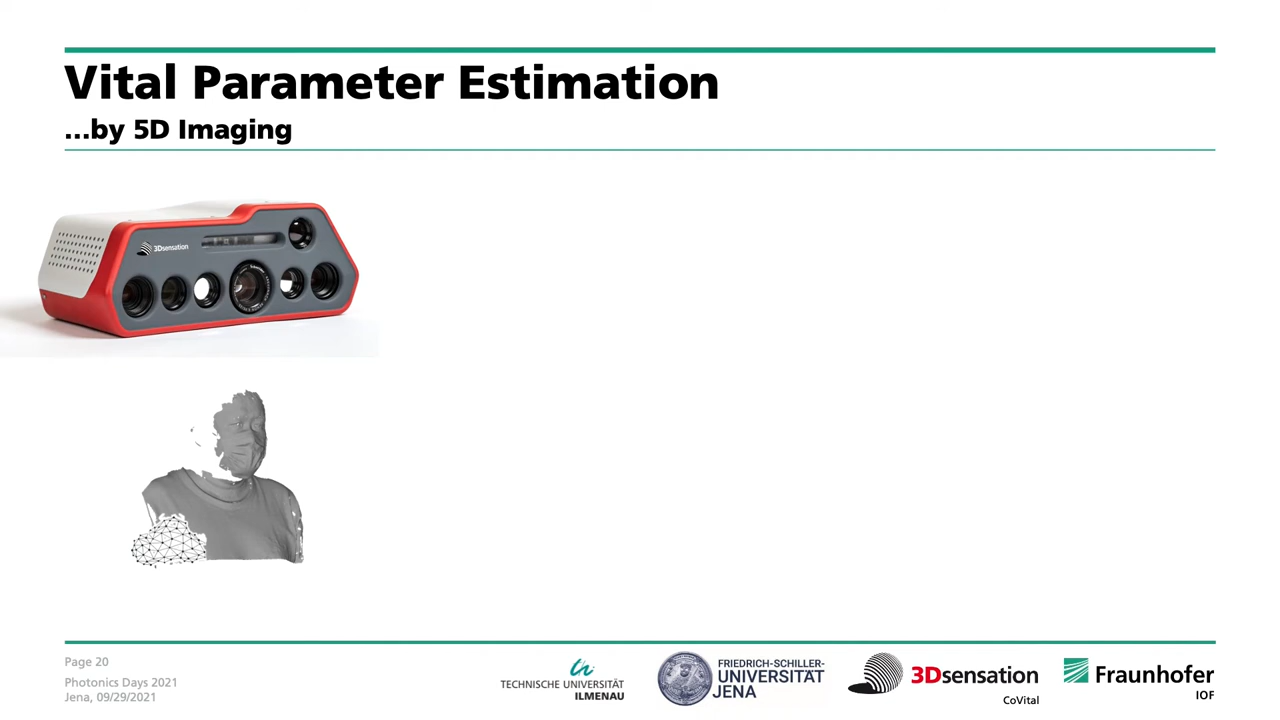 Vital Parameter Estimation
...by 5D Imaging
3Dsensation
Page 20
Photonics Days 2021
Jena, 09/29/2021
TECHNISCHE UNIVERSITÄT
ILMENAU
FRIEDRICH-SCHILLER-
UNIVERSITÄT
JENA
3Dsensation
CoVital
Fraunhofer
IOF